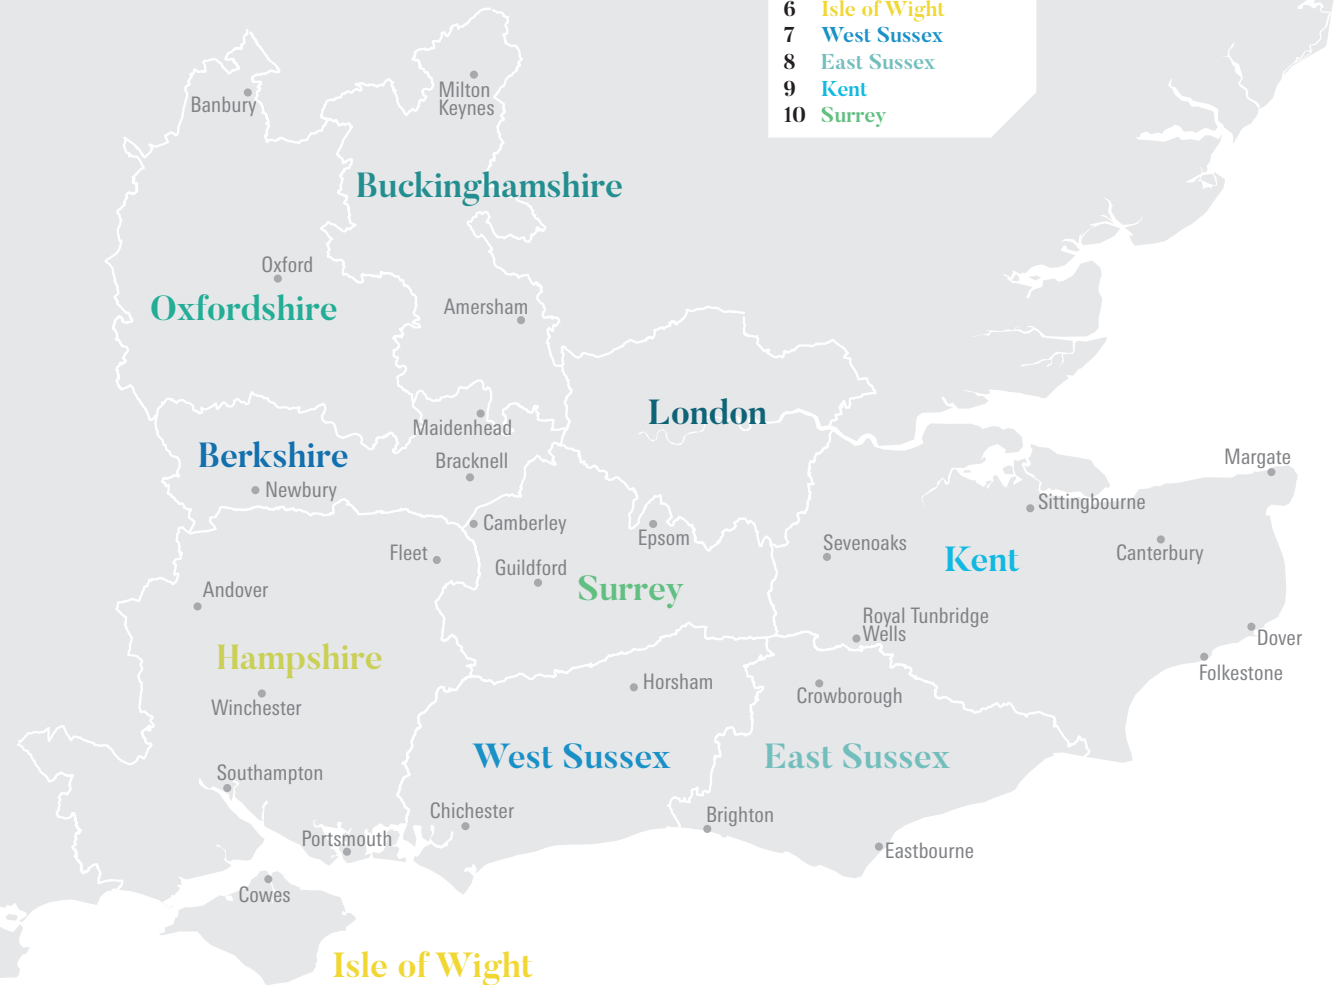 6 Isle of Wight
7 West Sussex
8 East Sussex
9 Kent
10 Surrey
Milton
Keynes
Banbury
Buckinghamshire
Oxford
Oxfordshire
Amersham
London
Maidenhead
Berkshire
Bracknell
Newbury
Margate
Sittingbourne
Camberley
Epsom
Sevenoaks
Canterbury
Fleet
Kent
Guildford
Surrey
Andover
Royal Tunbridge
Wells
Dover
Hampshire
Folkestone
Horsham
Crowborough
Winchester
West Sussex
East Sussex
Southampton
Chichester
Brighton
Portsmouth
Eastbourne
Cowes
Isle of Wight